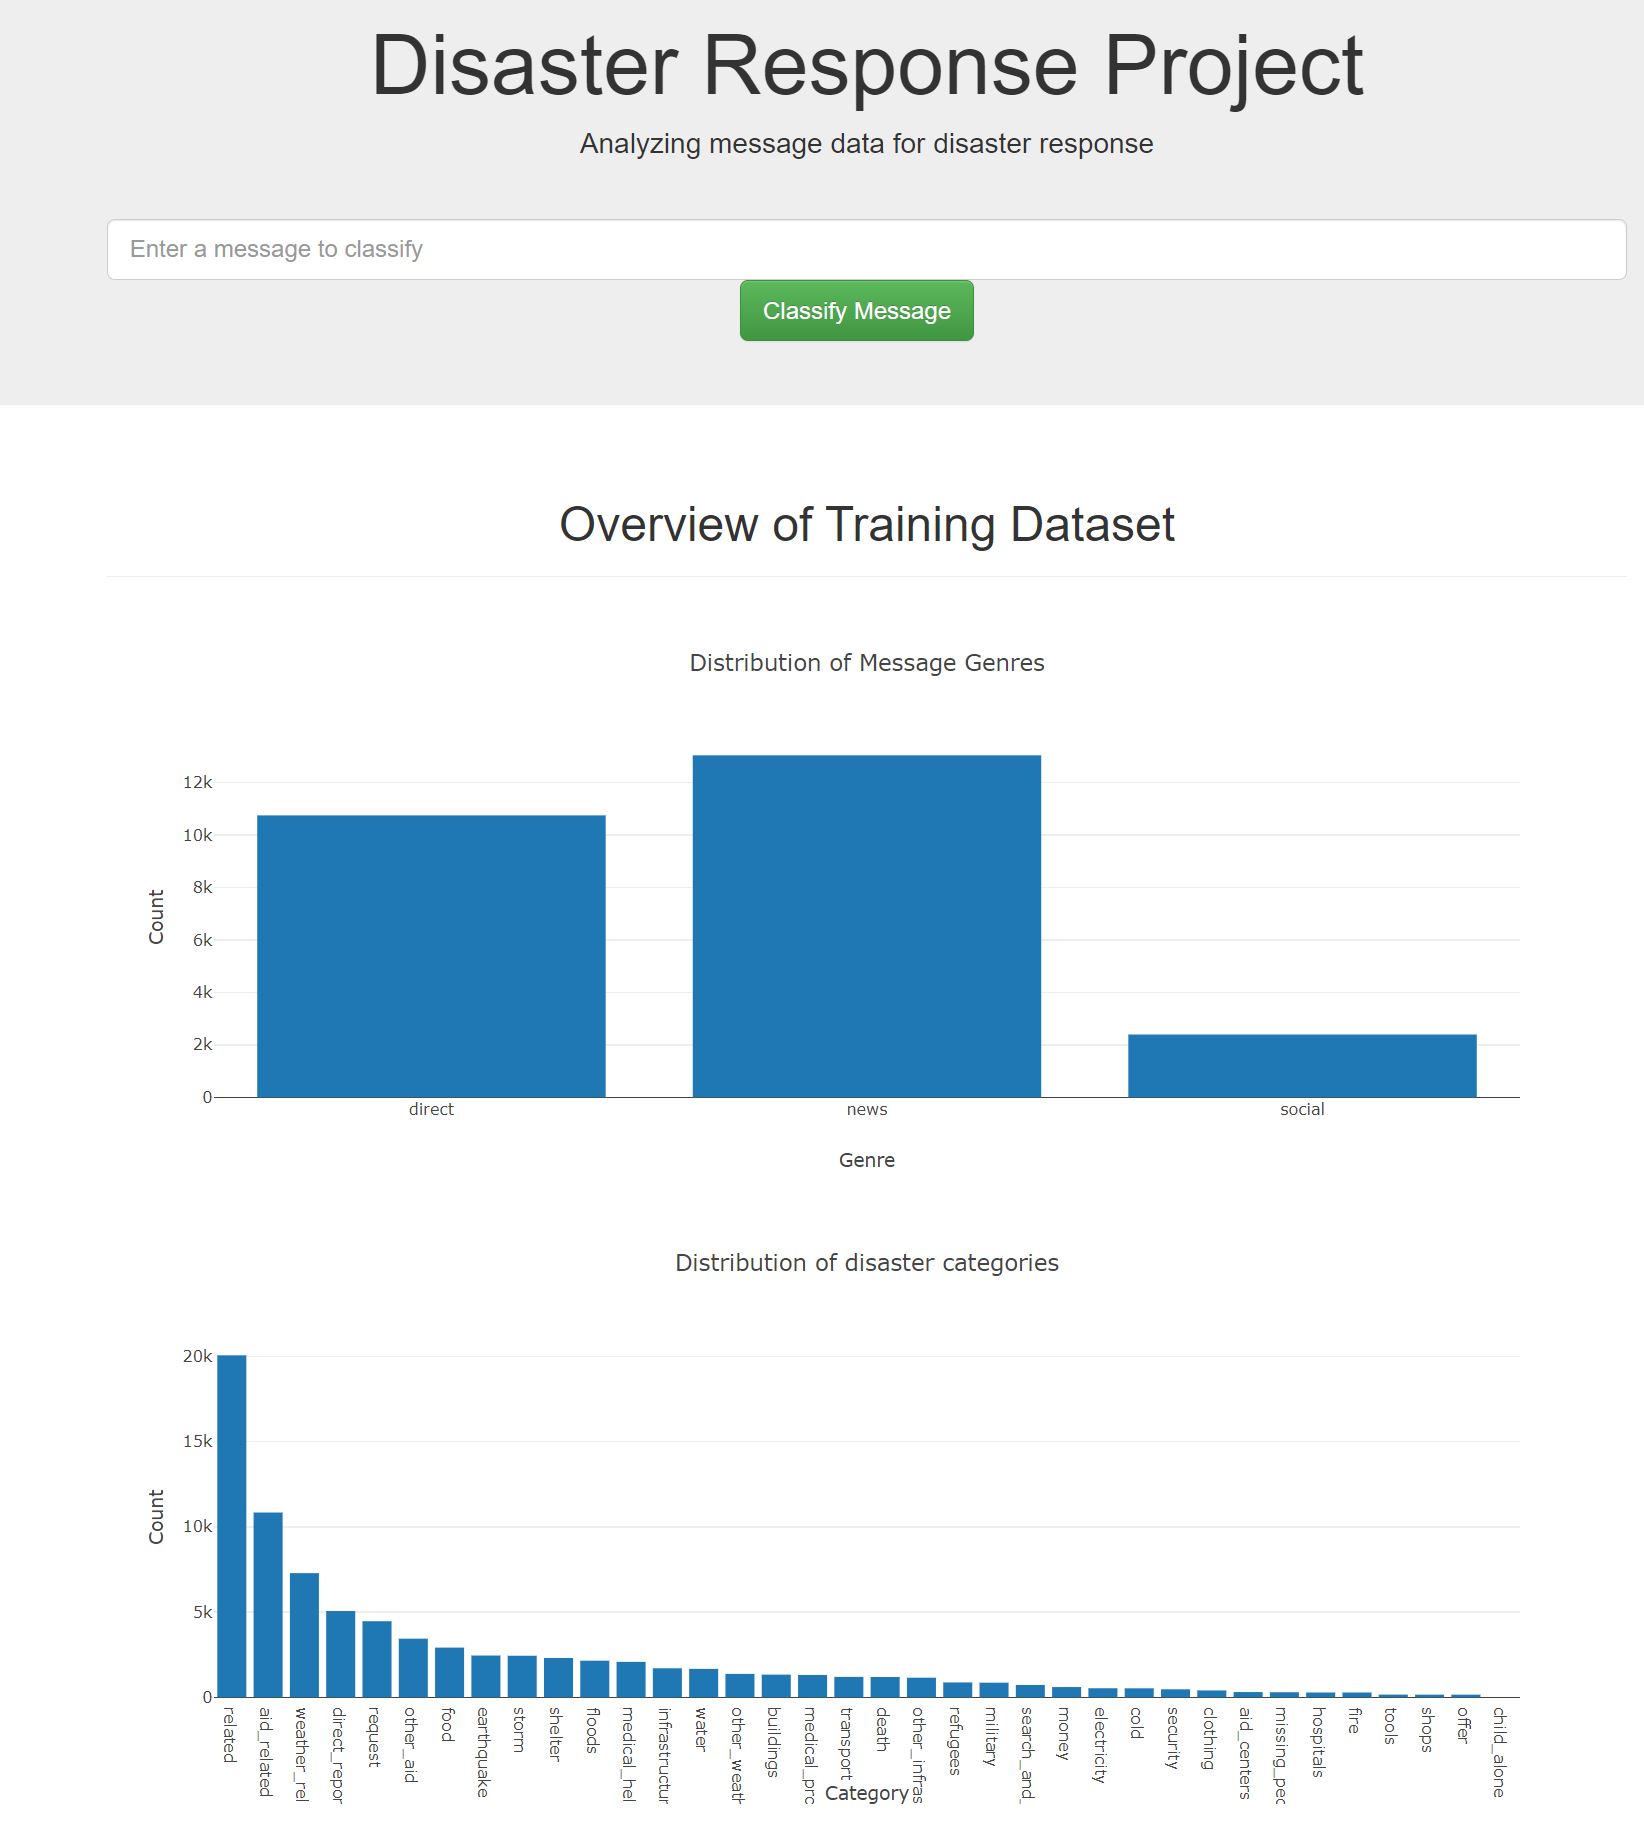 Disaster Response Project
Analyzing message data for disaster response
Enter a message to classify
Classify Message
Overview of Training Dataset
Distribution of Message Genres
12k
10k
8k
6k
4k
2k
0
Count
direct
news
social
Genre
Distribution of disaster categories
20k
15k
10k
5k
0
Count
related
aid_related
weather_rel
direct_repor
request
other_aid
food
earthquake
storm
shelter
floods
medical_hel
infrastructur
water
other_weath
buildings
medical_pro
transport
death
other_infras
refugees
military
search_and_
money
electricity
cold
security
clothing
aid_centers
missing_peo
hospitals
fire
tools
shops
offer
child_alone
Category